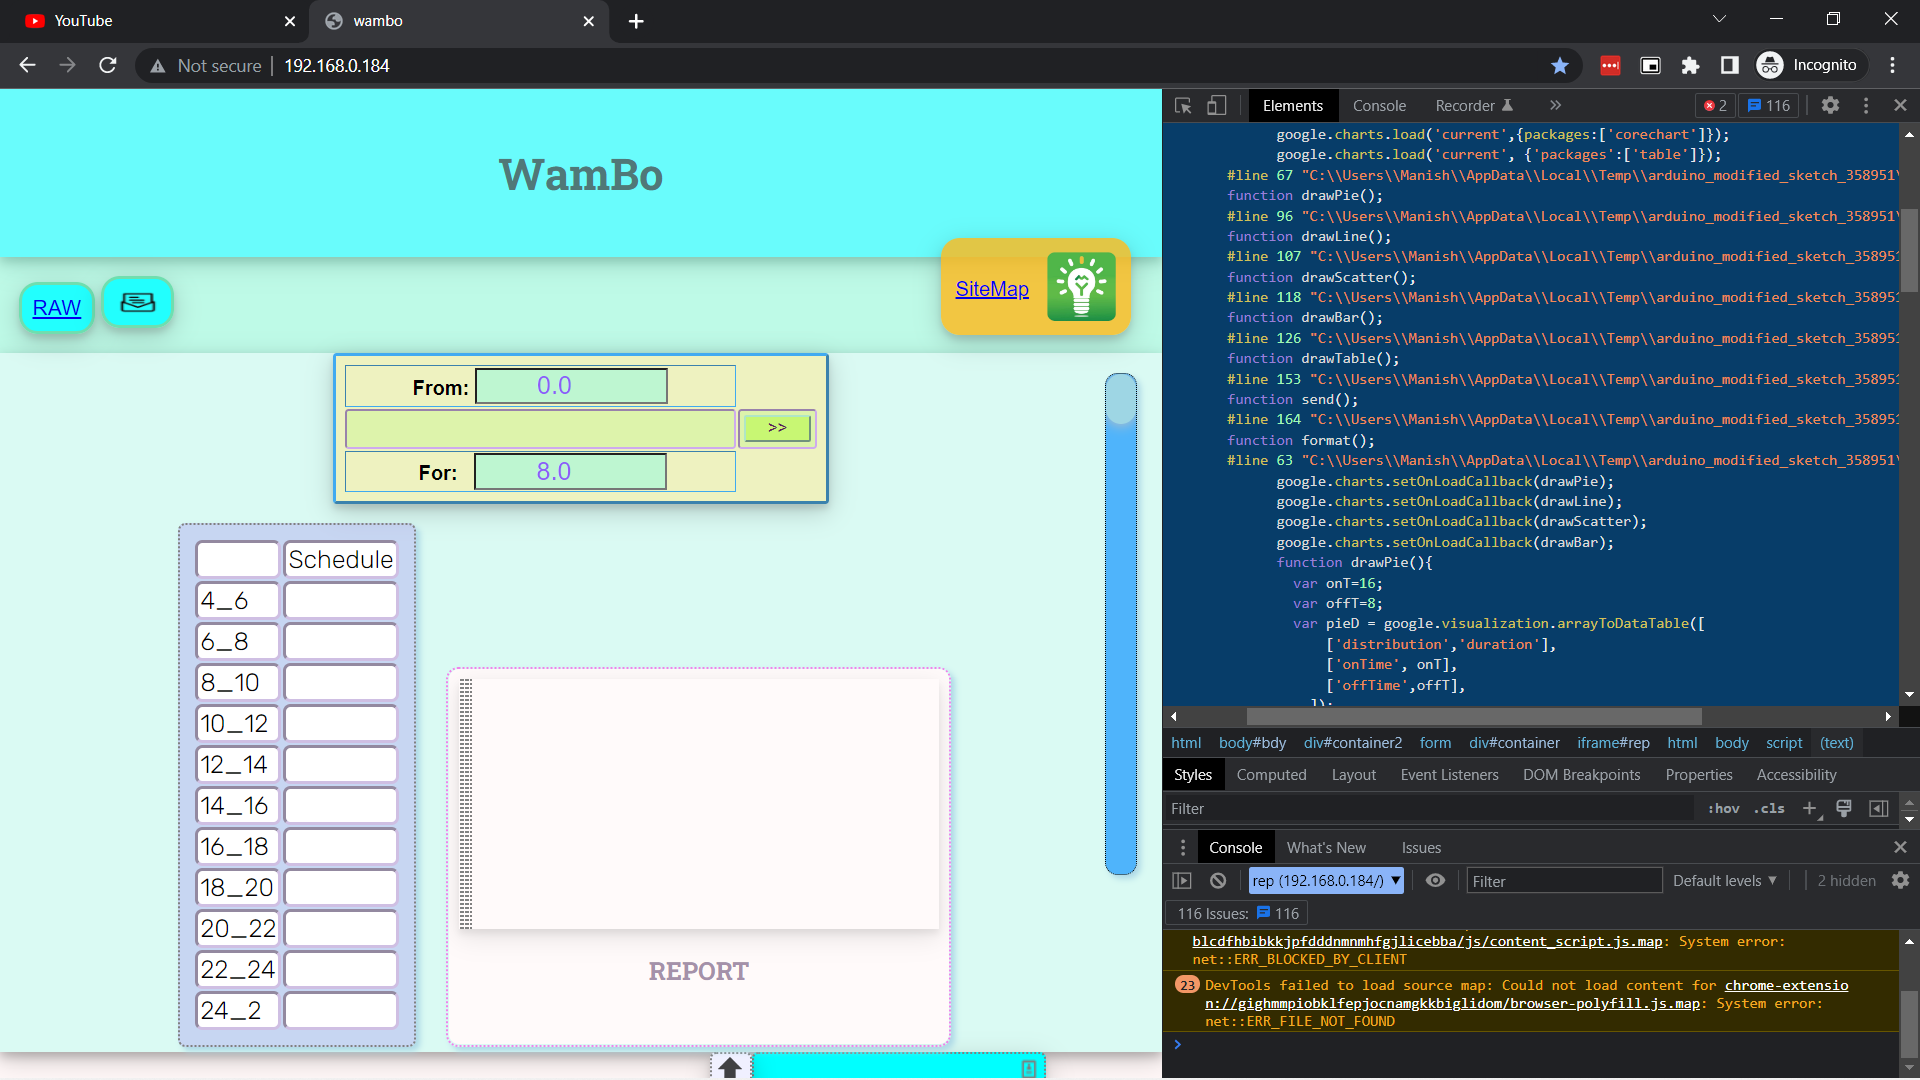 YouTube
wambo
Not secure
192.168.0.184
Incognito
WamBo
RAW
SiteMap
From: 0.0
>>
For: 8.0
Schedule
4_6
6_8
8_10
10_12
12_14
14_16
16_18
18_20
20_22
22_24
24_2
REPORT
Elements
Console
Recorder
»
2
116
google.charts.load('current',{packages:['corechart']});
google.charts.load('current', {'packages':['table']});
#line 67 "C:\\Users\\Manish\\AppData\\Local\\Temp\\arduino_modified_sketch_358951\
function drawPie();
#line 96 "C:\\Users\\Manish\\AppData\\Local\\Temp\\arduino_modified_sketch_358951\
function drawLine();
#line 107 "C:\\Users\\Manish\\AppData\\Local\\Temp\\arduino_modified_sketch_358951
function drawScatter();
#line 118 "C:\\Users\\Manish\\AppData\\Local\\Temp\\arduino_modified_sketch_358951
function drawBar();
#line 126 "C:\\Users\\Manish\\AppData\\Local\\Temp\\arduino_modified_sketch_358951
function drawTable();
#line 153 "C:\\Users\\Manish\\AppData\\Local\\Temp\\arduino_modified_sketch_358951
function send();
#line 164 "C:\\Users\\Manish\\AppData\\Local\\Temp\\arduino_modified_sketch_358951
function format();
#line 63 "C:\\Users\\Manish\\AppData\\Local\\Temp\\arduino_modified_sketch_358951\
google.charts.setOnLoadCallback(drawPie);
google.charts.setOnLoadCallback(drawLine);
google.charts.setOnLoadCallback(drawScatter);
google.charts.setOnLoadCallback(drawBar);
function drawPie(){
var onT=16;
var offT=8;
var pieD = google.visualization.arrayToDataTable([
['distribution','duration'],
['onTime', onT],
['offTime',offT],
]);
html body#bdy div#container2 form div#container iframe#rep html body script (text)
Styles Computed Layout Event Listeners DOM Breakpoints Properties Accessibility
Filter
:hov .cls
Console What's New Issues
rep (192.168.0.184/) ▼
Filter
Default levels ▼
2 hidden
116 Issues: 116
blcdfhbibkkjpfdddnmnmhfgjlicebba/js/content_script.js.map: System error:
net::ERR_BLOCKED_BY_CLIENT
23 DevTools failed to load source map: Could not load content for chrome-extensio
n://gighmmpiobklfepjocnamgkkbiglidom/browser-polyfill.js.map: System error:
net::ERR_FILE_NOT_FOUND